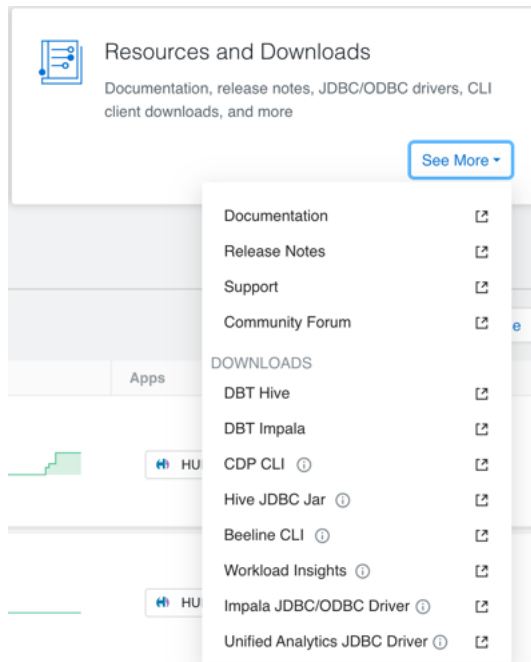 Resources and Downloads
Documentation, release notes, JDBC/ODBC drivers, CLI
client downloads, and more
See More
Documentation
Release Notes
Support
Community Forum
DOWNLOADS
Apps
DBT Hive
DBT Impala
CDP CLI
HU
Hive JDBC Jar
Beeline CLI
Workload Insights
HU
Impala JDBC/ODBC Driver
Unified Analytics JDBC Driver